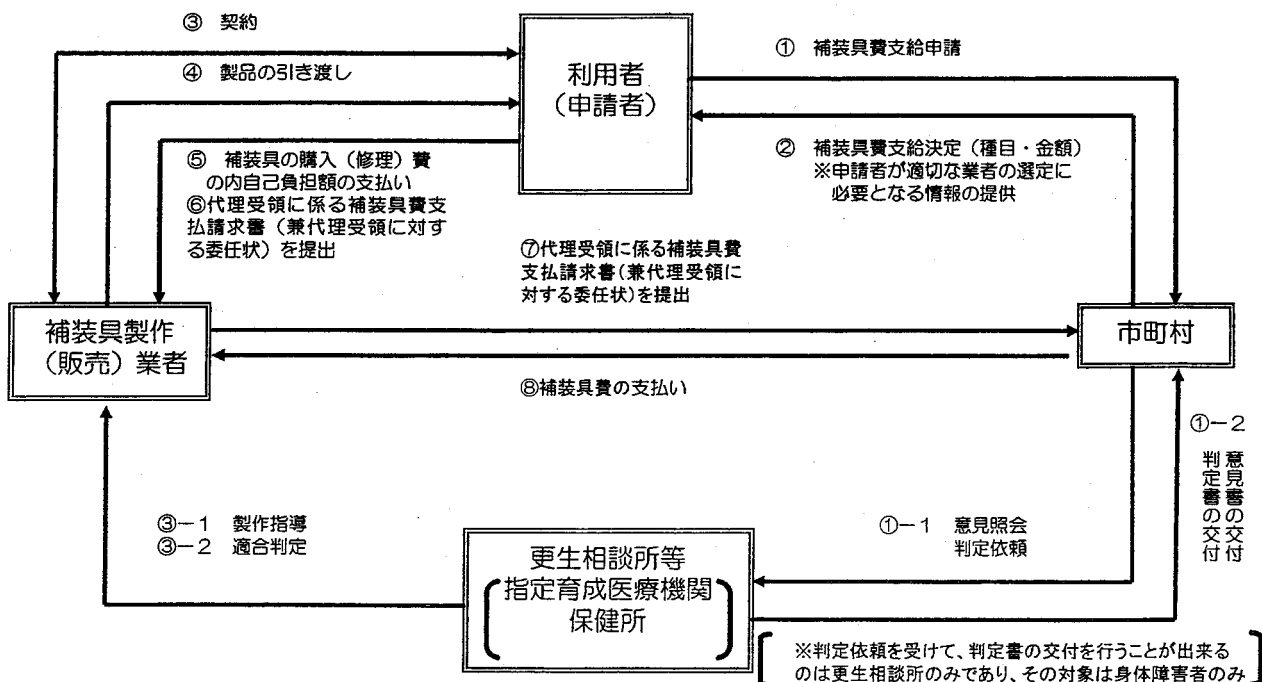 ③ 契約
④ 製品の引き渡し
利用者
（申請者）
① 補装具費支給申請
② 補装具費支給決定（種目・金額）
※申請者が適切な業者の選定に
必要となる情報の提供
⑤ 補装具の購入（修理）費
の内自己負担額の支払い
⑥代理受領に係る補装具費支
払請求書（兼代理受領に対す
る委任状）を提出
⑦代理受領に係る補装具費
支払請求書(兼代理受領に
対する委任状)を提出
補装具製作
（販売）業者
市町村
⑧補装具費の支払い
①－2
意見書の交付
判定書の交付
③－1 製作指導
③－2 適合判定
①－1 意見照会
判定依頼
更生相談所等
指定育成医療機関
保健所
※判定依頼を受けて、判定書の交付を行うことが出来る
のは更生相談所のみであり、その対象は身体障害者のみ